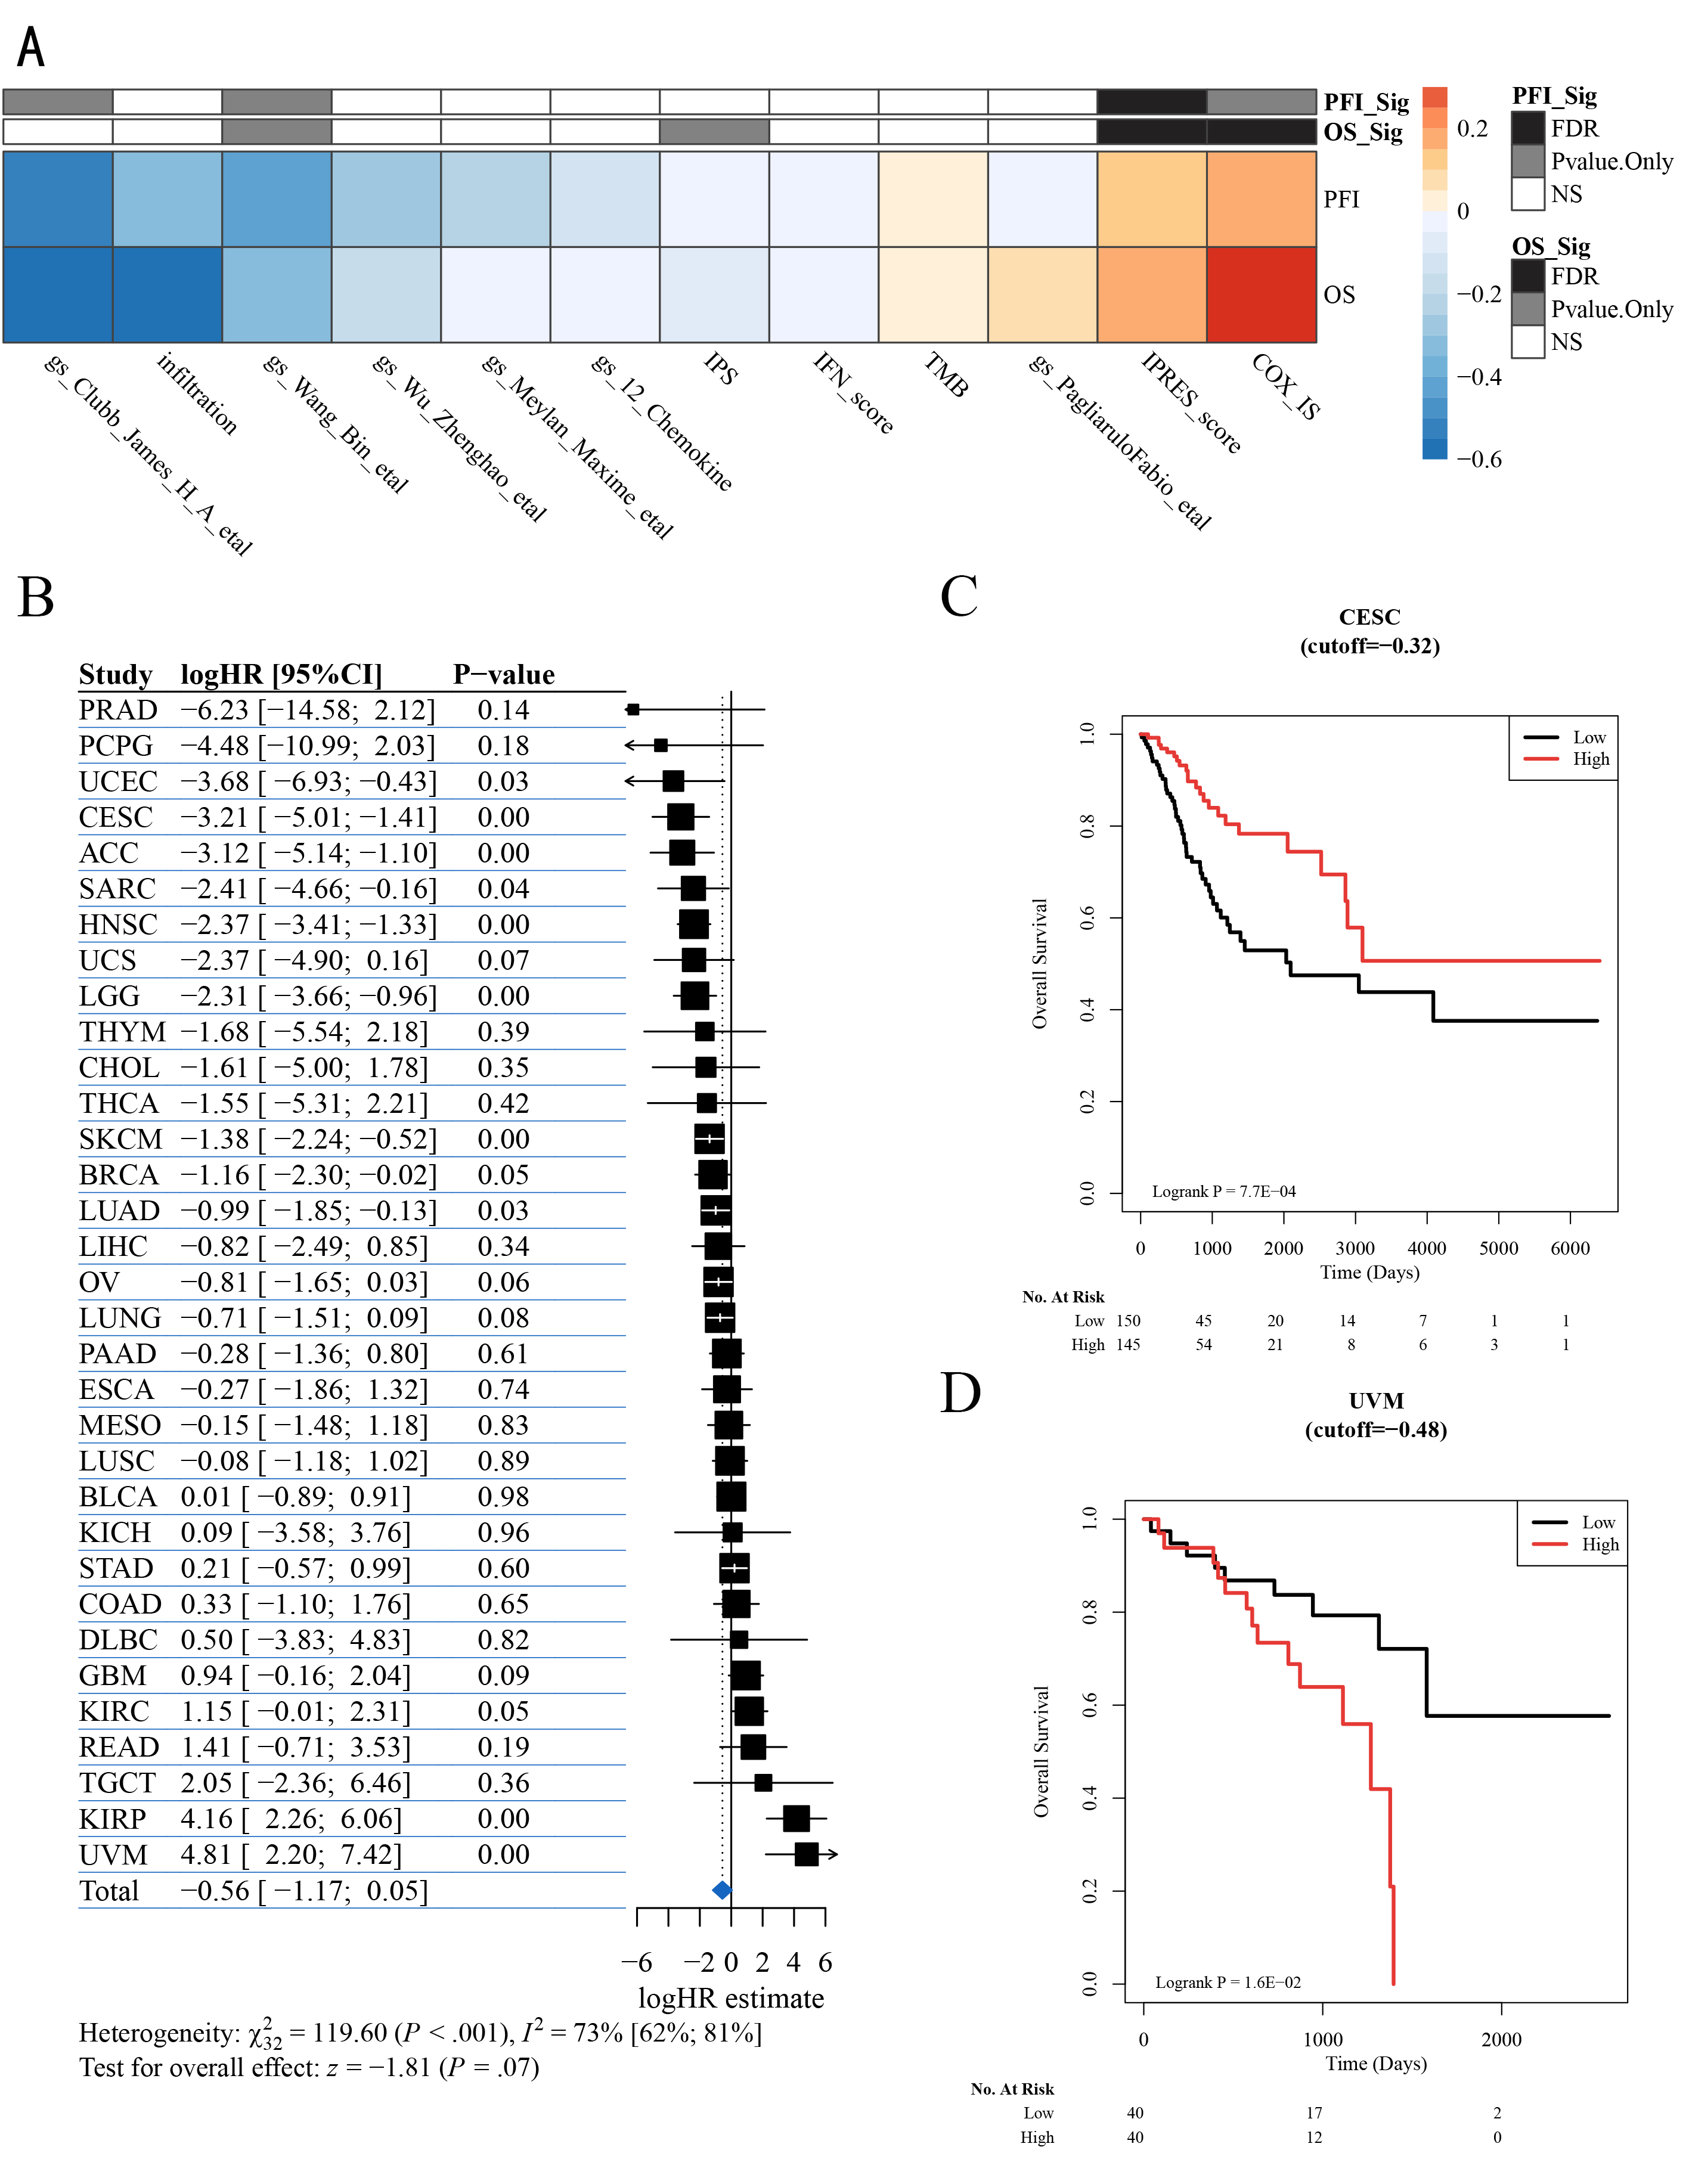 A
PFI_Sig
OS_Sig
PFI
OS
gs_Clubb_James_H_A_etal
infiltration
gs_Wang_Bin_etal
gs_Wu_Zhenghao_etal
gs_Meylan_Maxime_etal
gs_12_Chemokine
IPS
IFN_score
TMB
gs_PagliaruloFabio_etal
IPRES_score
COX_IS
0.2
0
−0.2
−0.4
−0.6
PFI_Sig
FDR
Pvalue.Only
NS
OS_Sig
FDR
Pvalue.Only
NS
B
Study logHR [95%CI] P−value
PRAD −6.23 [−14.58; 2.12] 0.14
PCPG −4.48 [−10.99; 2.03] 0.18
UCEC −3.68 [ −6.93; −0.43] 0.03
CESC −3.21 [ −5.01; −1.41] 0.00
ACC −3.12 [ −5.14; −1.10] 0.00
SARC −2.41 [ −4.66; −0.16] 0.04
HNSC −2.37 [ −3.41; −1.33] 0.00
UCS −2.37 [ −4.90; 0.16] 0.07
LGG −2.31 [ −3.66; −0.96] 0.00
THYM −1.68 [ −5.54; 2.18] 0.39
CHOL −1.61 [ −5.00; 1.78] 0.35
THCA −1.55 [ −5.31; 2.21] 0.42
SKCM −1.38 [ −2.24; −0.52] 0.00
BRCA −1.16 [ −2.30; −0.02] 0.05
LUAD −0.99 [ −1.85; −0.13] 0.03
LIHC −0.82 [ −2.49; 0.85] 0.34
OV −0.81 [ −1.65; 0.03] 0.06
LUNG −0.71 [ −1.51; 0.09] 0.08
PAAD −0.28 [ −1.36; 0.80] 0.61
ESCA −0.27 [ −1.86; 1.32] 0.74
MESO −0.15 [ −1.48; 1.18] 0.83
LUSC −0.08 [ −1.18; 1.02] 0.89
BLCA 0.01 [ −0.89; 0.91] 0.98
KICH 0.09 [ −3.58; 3.76] 0.96
STAD 0.21 [ −0.57; 0.99] 0.60
COAD 0.33 [ −1.10; 1.76] 0.65
DLBC 0.50 [ −3.83; 4.83] 0.82
GBM 0.94 [ −0.16; 2.04] 0.09
KIRC 1.15 [ −0.01; 2.31] 0.05
READ 1.41 [ −0.71; 3.53] 0.19
TGCT 2.05 [ −2.36; 6.46] 0.36
KIRP 4.16 [ 2.26; 6.06] 0.00
UVM 4.81 [ 2.20; 7.42] 0.00
Total −0.56 [ −1.17; 0.05]
−6 −2 0 2 4 6
logHR estimate
Heterogeneity: χ²₃₂ = 119.60 (P < .001), I² = 73% [62%; 81%]
Test for overall effect: z = −1.81 (P = .07)
C
CESC
(cutoff=−0.32)
Low
High
Overall Survival
1.0
0.8
0.6
0.4
0.2
0.0
Logrank P = 7.7E−04
0 1000 2000 3000 4000 5000 6000
Time (Days)
No. At Risk
Low 150 45 20 14 7 1 1
High 145 54 21 8 6 3 1
D
UVM
(cutoff=−0.48)
Low
High
Overall Survival
1.0
0.8
0.6
0.4
0.2
0.0
Logrank P = 1.6E−02
0 1000 2000
Time (Days)
No. At Risk
Low 40 17 2
High 40 12 0